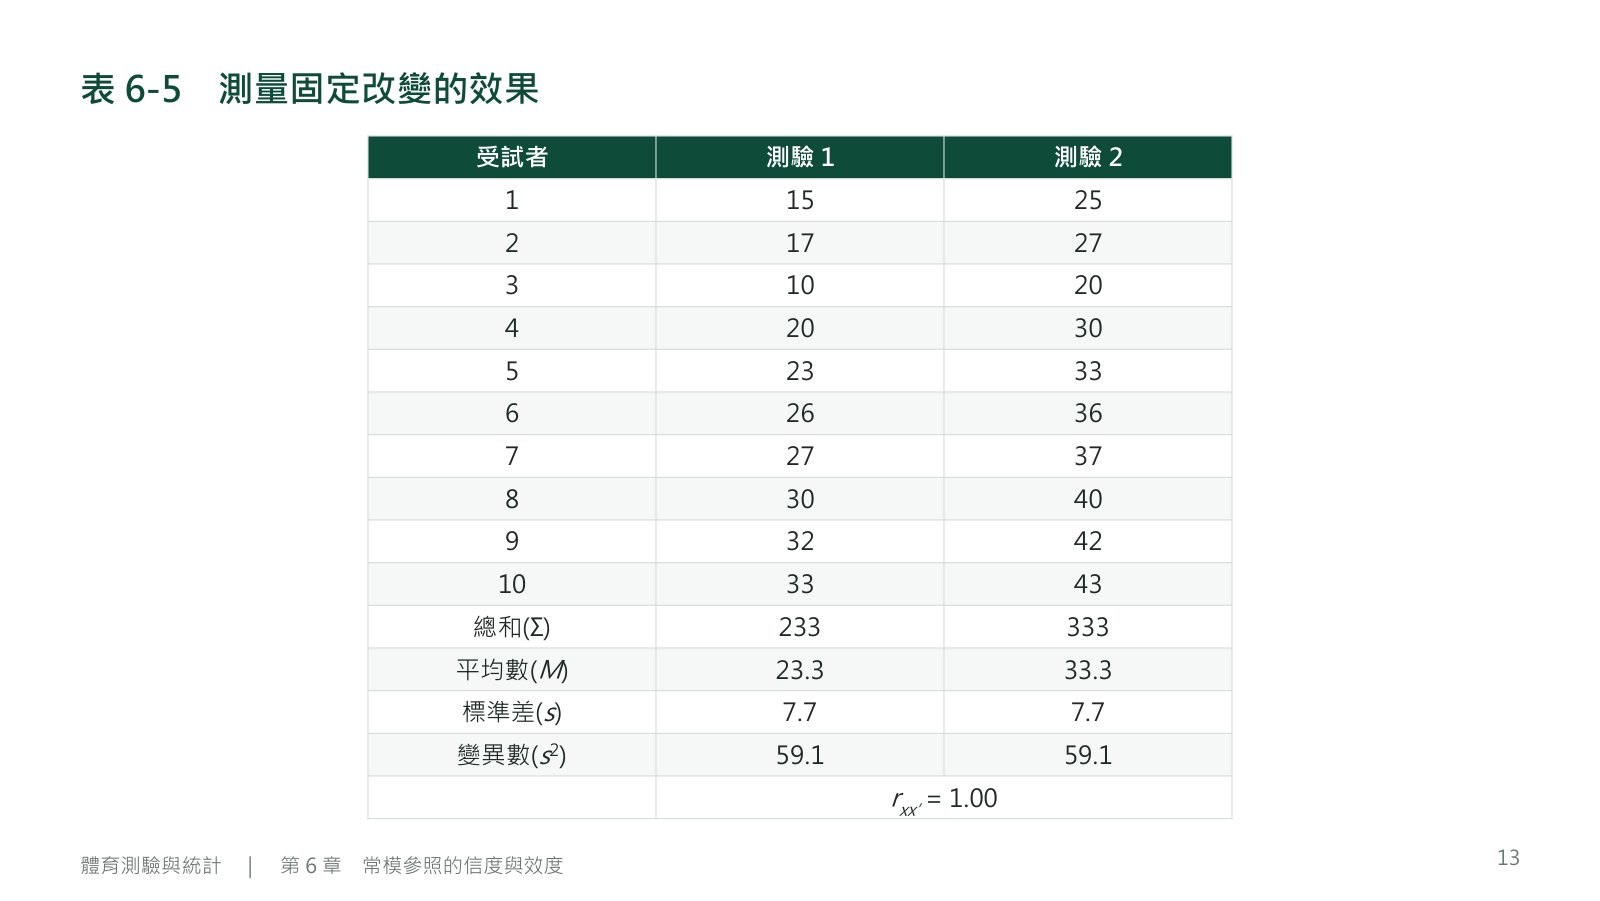 表 6-5　測量固定改變的效果
受試者 測驗 1 測驗 2
1 15 25
2 17 27
3 10 20
4 20 30
5 23 33
6 26 36
7 27 37
8 30 40
9 32 42
10 33 43
總和(Σ) 233 333
平均數(M) 23.3 33.3
標準差(s) 7.7 7.7
變異數(s²) 59.1 59.1
rxx′ = 1.00
體育測驗與統計　|　第 6 章　常模參照的信度與效度
13